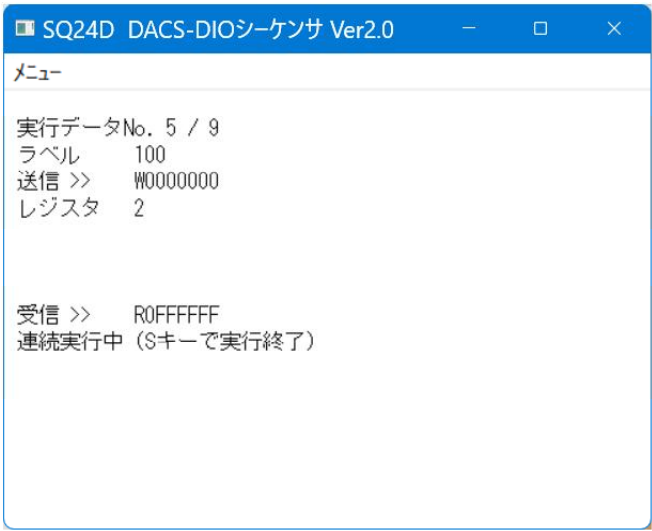 SQ24D DACS-DIOシーケンサ Ver2.0
メニュー
実行データNo. 5 / 9
ラベル 100
送信 >> W0000000
レジスタ 2
受信 >> R0FFFFFF
連続実行中 (Sキーで実行終了)